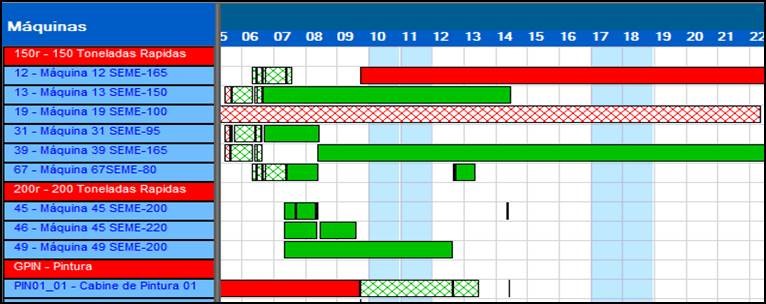 Máquinas
5 06 07 08 09 10 11 12 13 14 15 16 17 18 19 20 21 22
150r - 150 Toneladas Rapidas
12 - Máquina 12 SEME-165
13 - Máquina 13 SEME-150
19 - Máquina 19 SEME-100
31 - Máquina 31 SEME-95
39 - Máquina 39 SEME-165
67 - Máquina 67SEME-80
200r - 200 Toneladas Rapidas
45 - Máquina 45 SEME-200
46 - Máquina 45 SEME-220
49 - Máquina 49 SEME-200
GPIN - Pintura
PIN01_01 - Cabine de Pintura 01